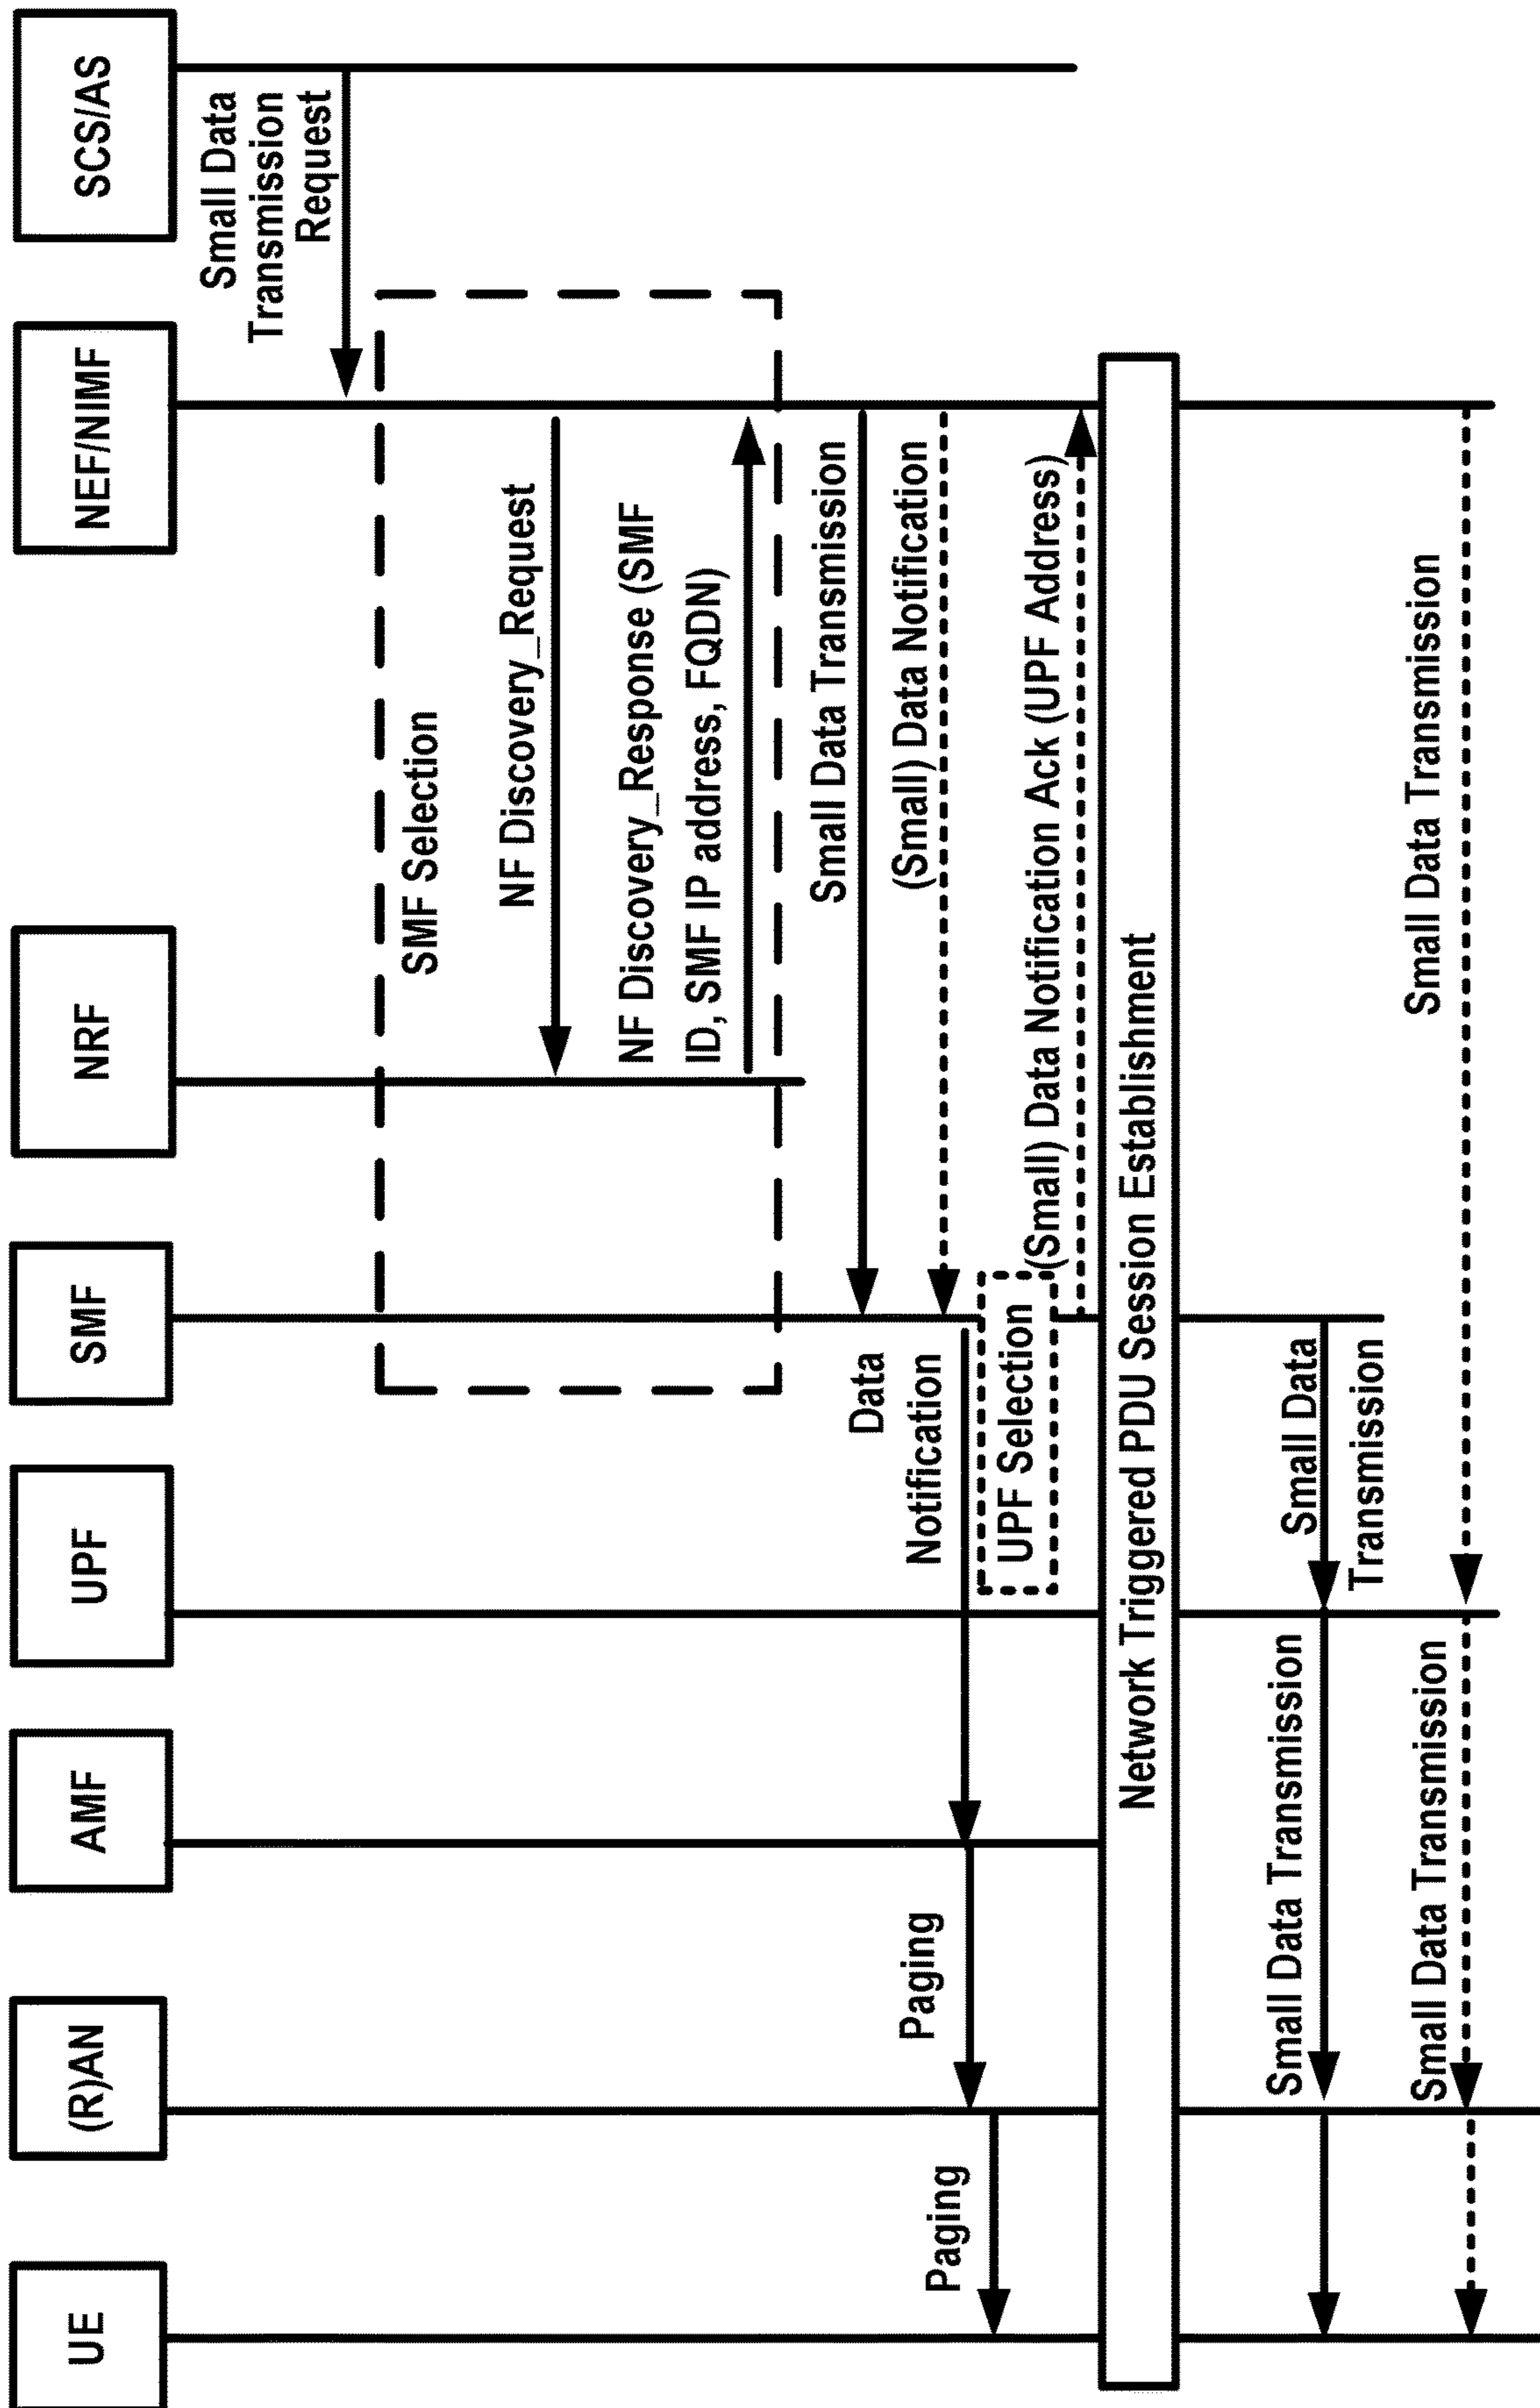 UE
(R)AN
AMF
UPF
SMF
NRF
NEF/NIMF
SCS/AS
Small Data
Transmission
Request
SMF Selection
NF Discovery_Request
NF Discovery_Response (SMF
ID, SMF IP address, FQDN)
Small Data Transmission
(Small) Data Notification
Data
Notification
Paging
Paging
UPF Selection
(Small) Data Notification Ack (UPF Address)
Network Triggered PDU Session Establishment
Small Data
Transmission
Small Data Transmission
Small Data Transmission
Small Data Transmission